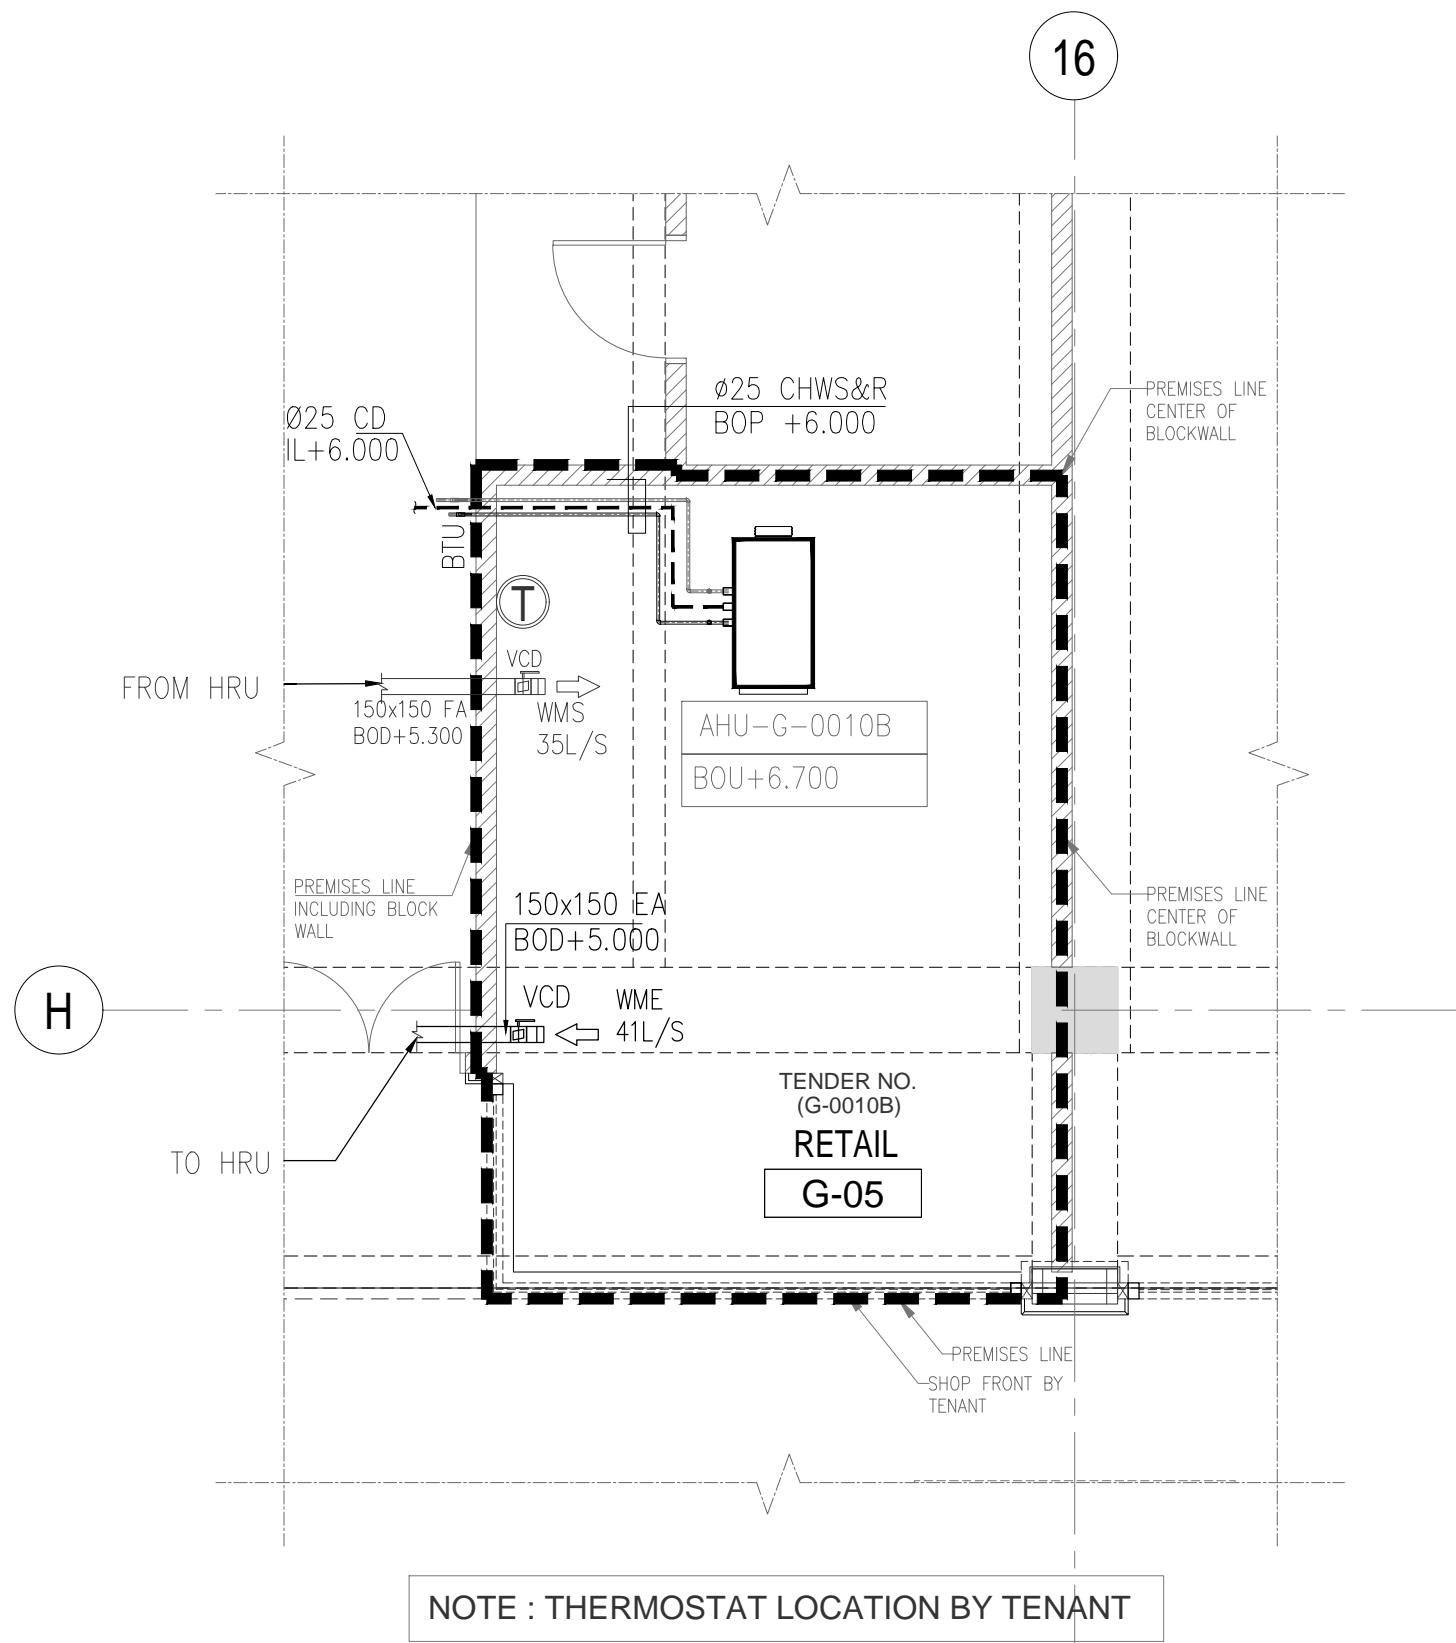 16
Ø25 CHWS&R
BOP +6.000
PREMISES LINE
CENTER OF
BLOCKWALL
Ø25 CD
IL+6.000
BTU
T
VCD
FROM HRU
150x150 FA
BOD+5.300
WMS
35L/S
AHU-G-0010B
BOU+6.700
PREMISES LINE
INCLUDING BLOCK
WALL
150x150 EA
BOD+5.000
PREMISES LINE
CENTER OF
BLOCKWALL
H
VCD
WME
41L/S
TENDER NO.
(G-0010B)
RETAIL
G-05
TO HRU
PREMISES LINE
SHOP FRONT BY
TENANT
NOTE : THERMOSTAT LOCATION BY TENANT